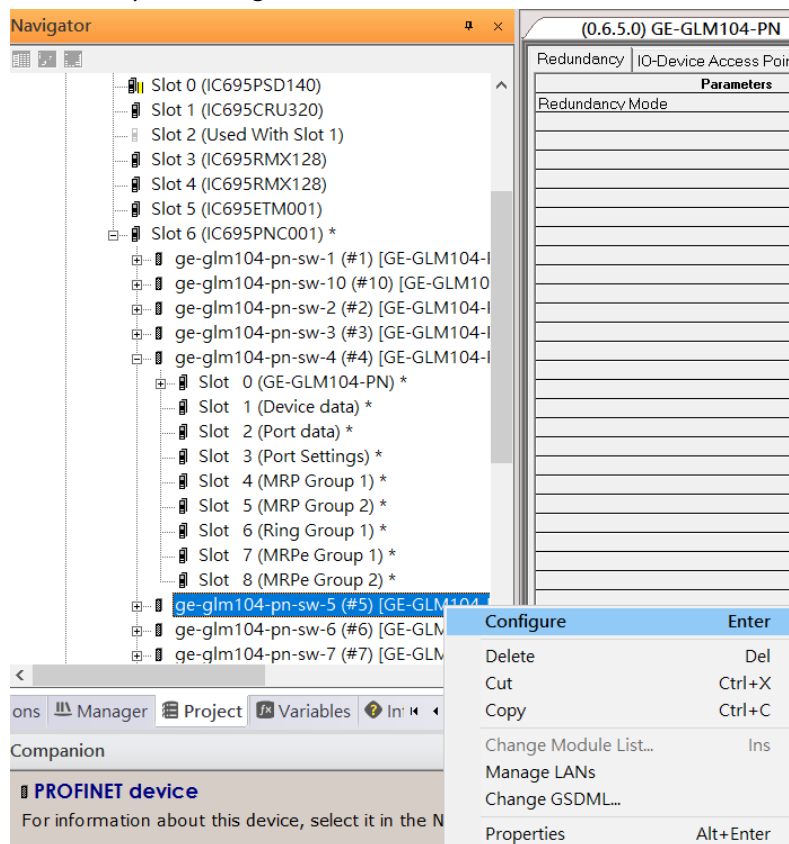 Navigator
(0.6.5.0) GE-GLM104-PN
Redundancy IO-Device Access Poin
Parameters
Redundancy Mode
Slot 0 (IC695PSD140)
Slot 1 (IC695CRU320)
Slot 2 (Used With Slot 1)
Slot 3 (IC695RMX128)
Slot 4 (IC695RMX128)
Slot 5 (IC695ETM001)
Slot 6 (IC695PNC001) *
ge-glm104-pn-sw-1 (#1) [GE-GLM104-
ge-glm104-pn-sw-10 (#10) [GE-GLM10
ge-glm104-pn-sw-2 (#2) [GE-GLM104-
ge-glm104-pn-sw-3 (#3) [GE-GLM104-
ge-glm104-pn-sw-4 (#4) [GE-GLM104-
Slot 0 (GE-GLM104-PN) *
Slot 1 (Device data) *
Slot 2 (Port data) *
Slot 3 (Port Settings) *
Slot 4 (MRP Group 1) *
Slot 5 (MRP Group 2) *
Slot 6 (Ring Group 1) *
Slot 7 (MRPe Group 1) *
Slot 8 (MRPe Group 2) *
ge-glm104-pn-sw-5 (#5) [GE-GLM104-
ge-glm104-pn-sw-6 (#6) [GE-GLM
ge-glm104-pn-sw-7 (#7) [GE-GLM
Configure Enter
Delete Del
Cut Ctrl+X
Copy Ctrl+C
Change Module List... Ins
Manage LANs
Change GSDML...
Properties Alt+Enter
ons Manager Project Variables Inf
Companion
PROFINET device
For information about this device, select it in the N